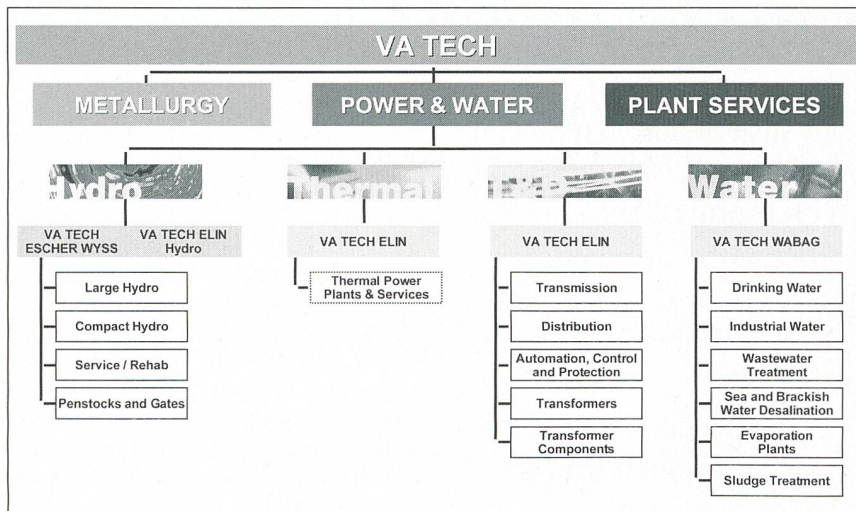 VA TECH
METALLURGY
POWER & WATER
PLANT SERVICES
Hydro
Thermal
T&D
Water
VA TECH
ESCHER WYSS
VA TECH ELIN
Hydro
VA TECH ELIN
VA TECH ELIN
VA TECH WABAG
Large Hydro
Compact Hydro
Service / Rehab
Penstocks and Gates
Thermal Power
Plants & Services
Transmission
Distribution
Automation, Control
and Protection
Transformers
Transformer
Components
Drinking Water
Industrial Water
Wastewater
Treatment
Sea and Brackish
Water Desalination
Evaporation
Plants
Sludge Treatment